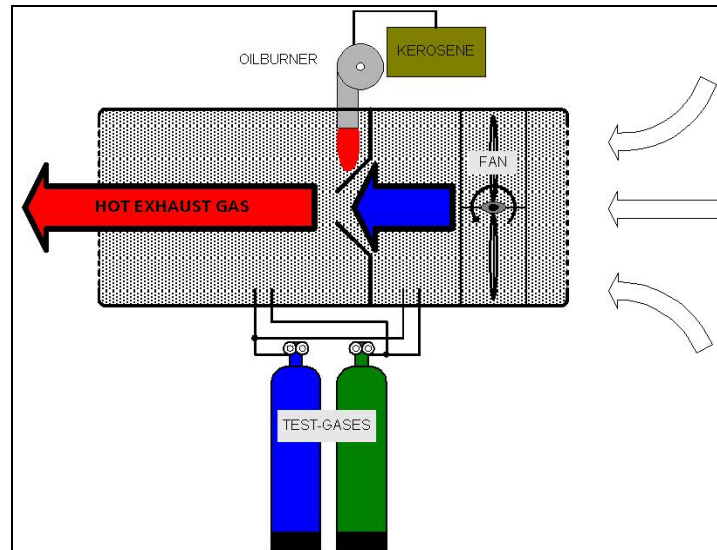 KEROSENE
OILBURNER
FAN
HOT EXHAUST GAS
TEST-GASES